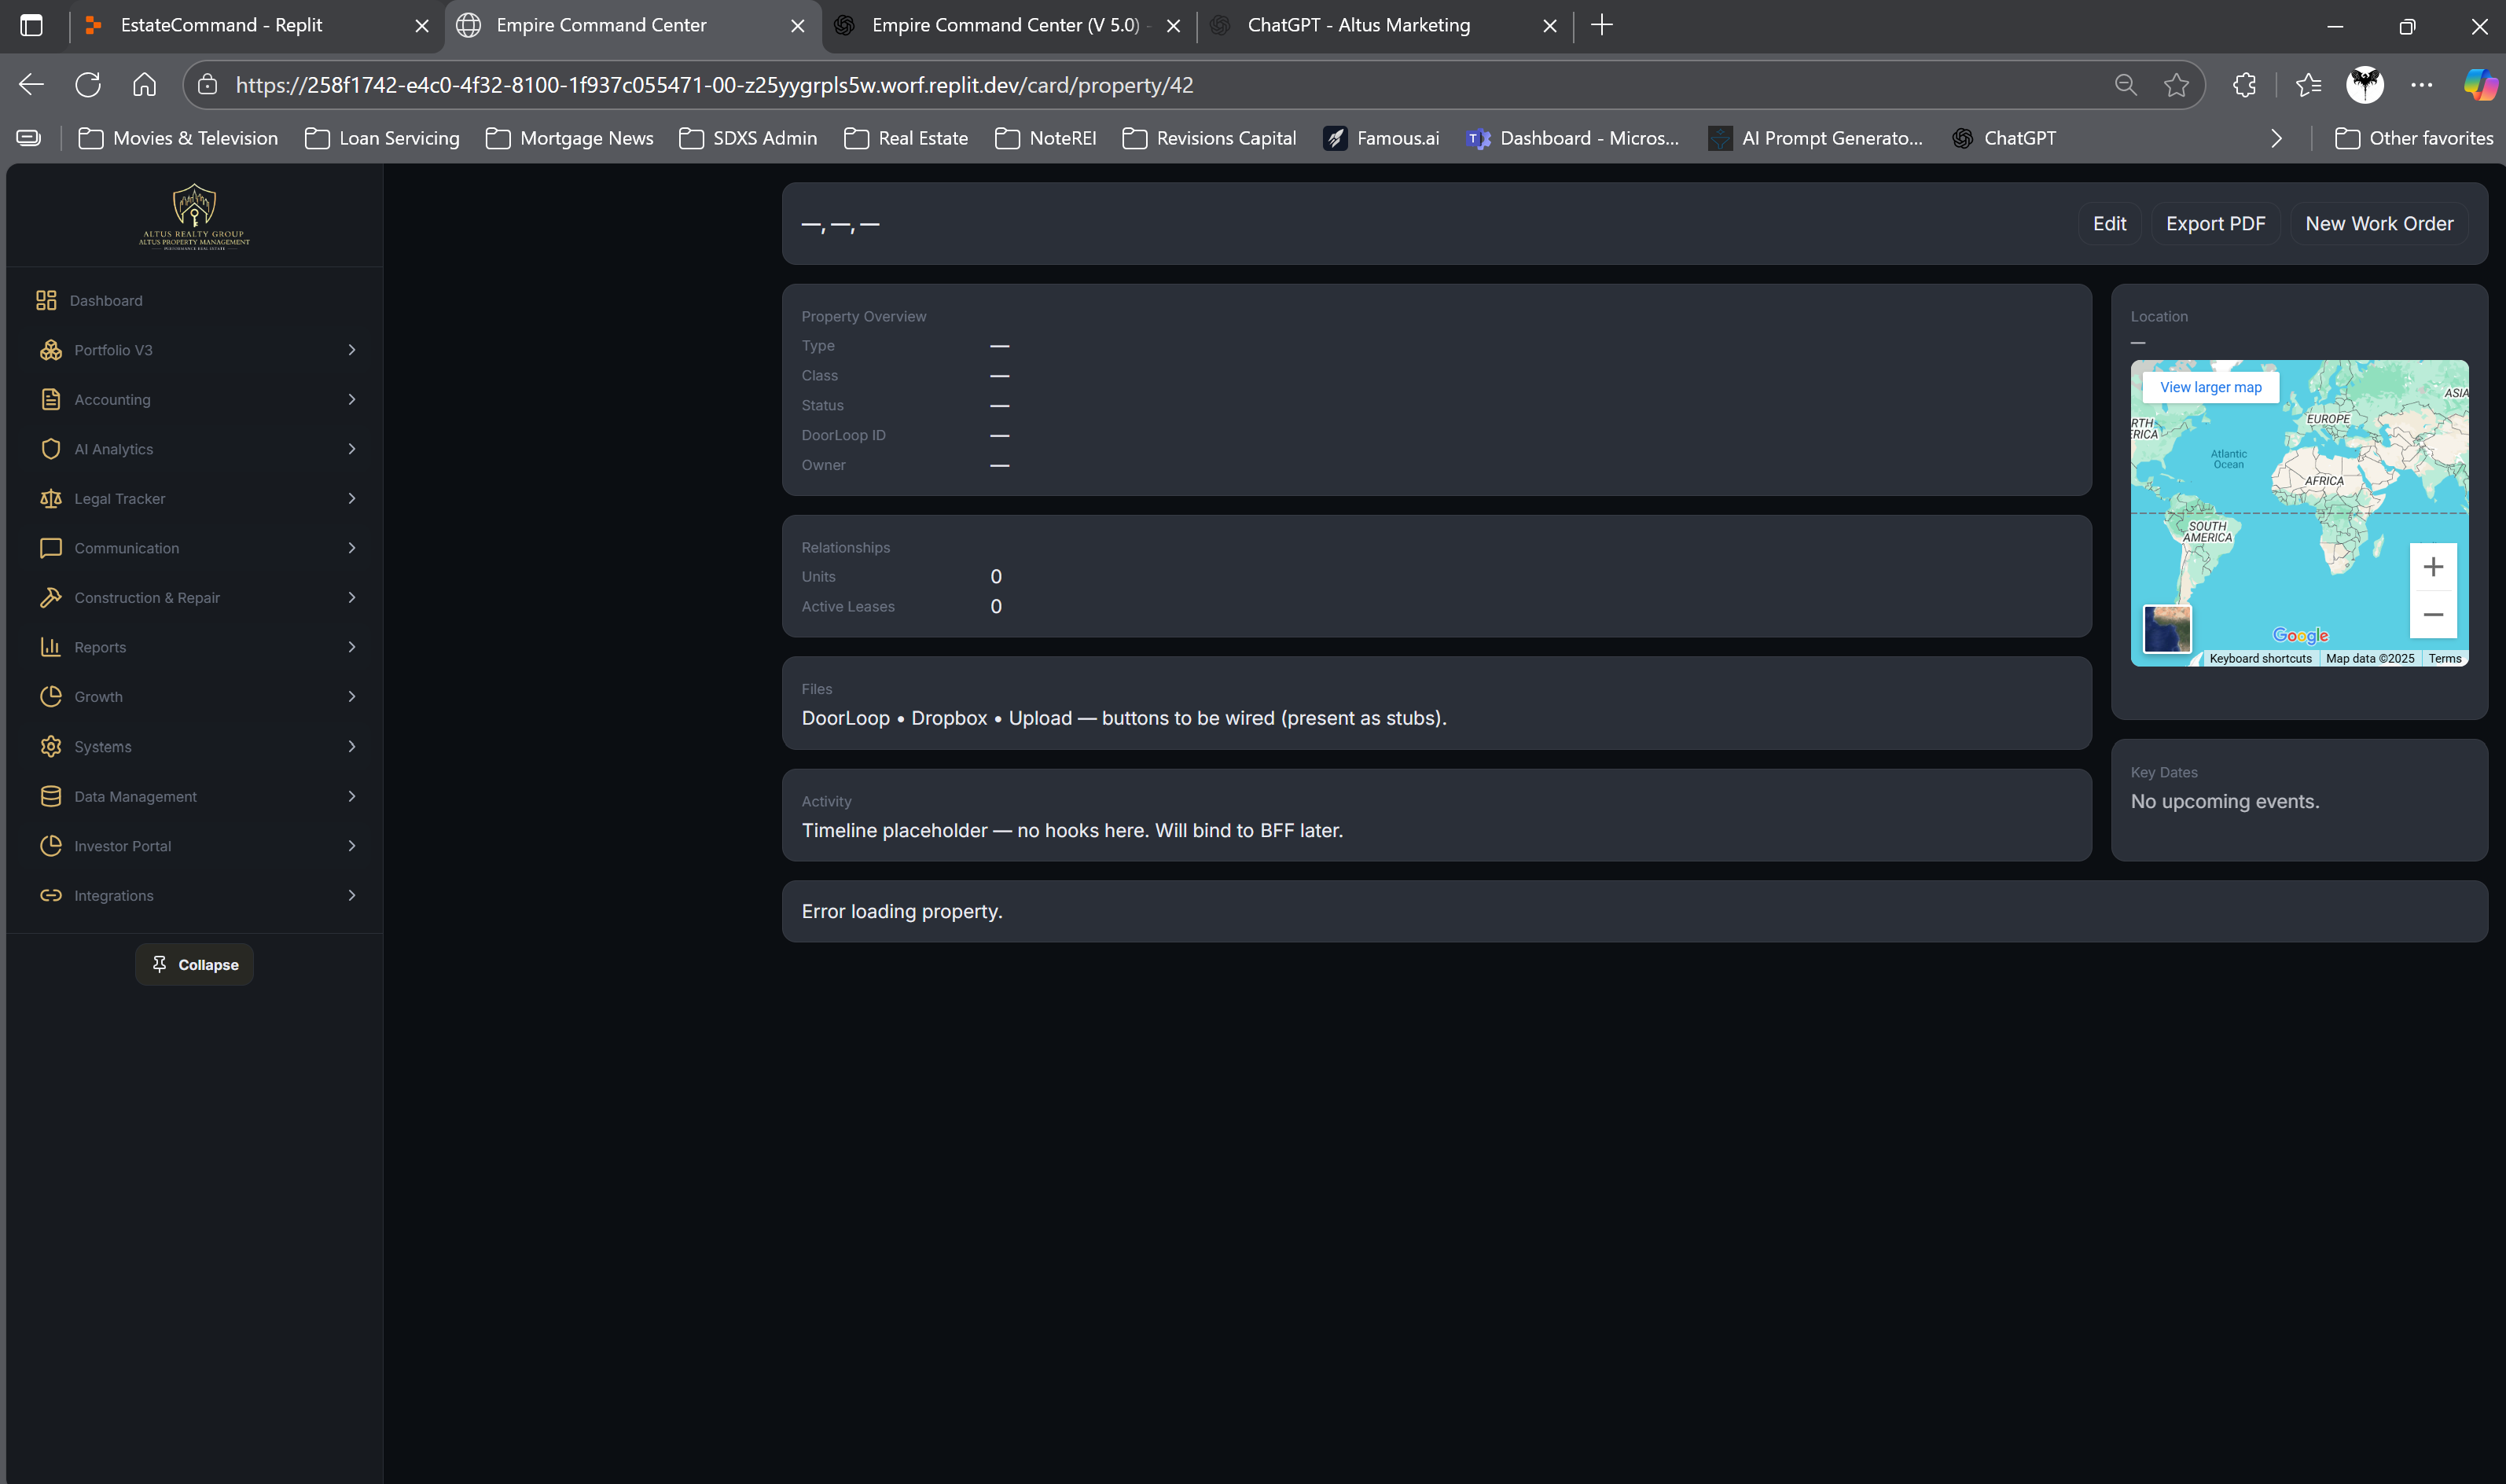 EstateCommand - Replit
Empire Command Center
Empire Command Center (V 5.0) -
ChatGPT - Altus Marketing
https://258f1742-e4c0-4f32-8100-1f937c055471-00-z25yygrpls5w.worf.replit.dev/card/property/42
Movies & Television
Loan Servicing
Mortgage News
SDXS Admin
Real Estate
NoteREI
Revisions Capital
Famous.ai
Dashboard - Micros...
AI Prompt Generato...
ChatGPT
Other favorites
ALTUS REALTY GROUP
ALTUS PROPERTY MANAGEMENT
PERFORMANCE REAL ESTATE
Dashboard
Portfolio V3
Accounting
AI Analytics
Legal Tracker
Communication
Construction & Repair
Reports
Growth
Systems
Data Management
Investor Portal
Integrations
Collapse
—, —, —
Edit
Export PDF
New Work Order
Property Overview
Type —
Class —
Status —
DoorLoop ID —
Owner —
Relationships
Units 0
Active Leases 0
Files
DoorLoop • Dropbox • Upload — buttons to be wired (present as stubs).
Activity
Timeline placeholder — no hooks here. Will bind to BFF later.
Error loading property.
Location
—
View larger map
ASIA
EUROPE
RTH
ERICA
Atlantic
Ocean
AFRICA
SOUTH
AMERICA
Google
Keyboard shortcuts
Map data ©2025
Terms
Key Dates
No upcoming events.